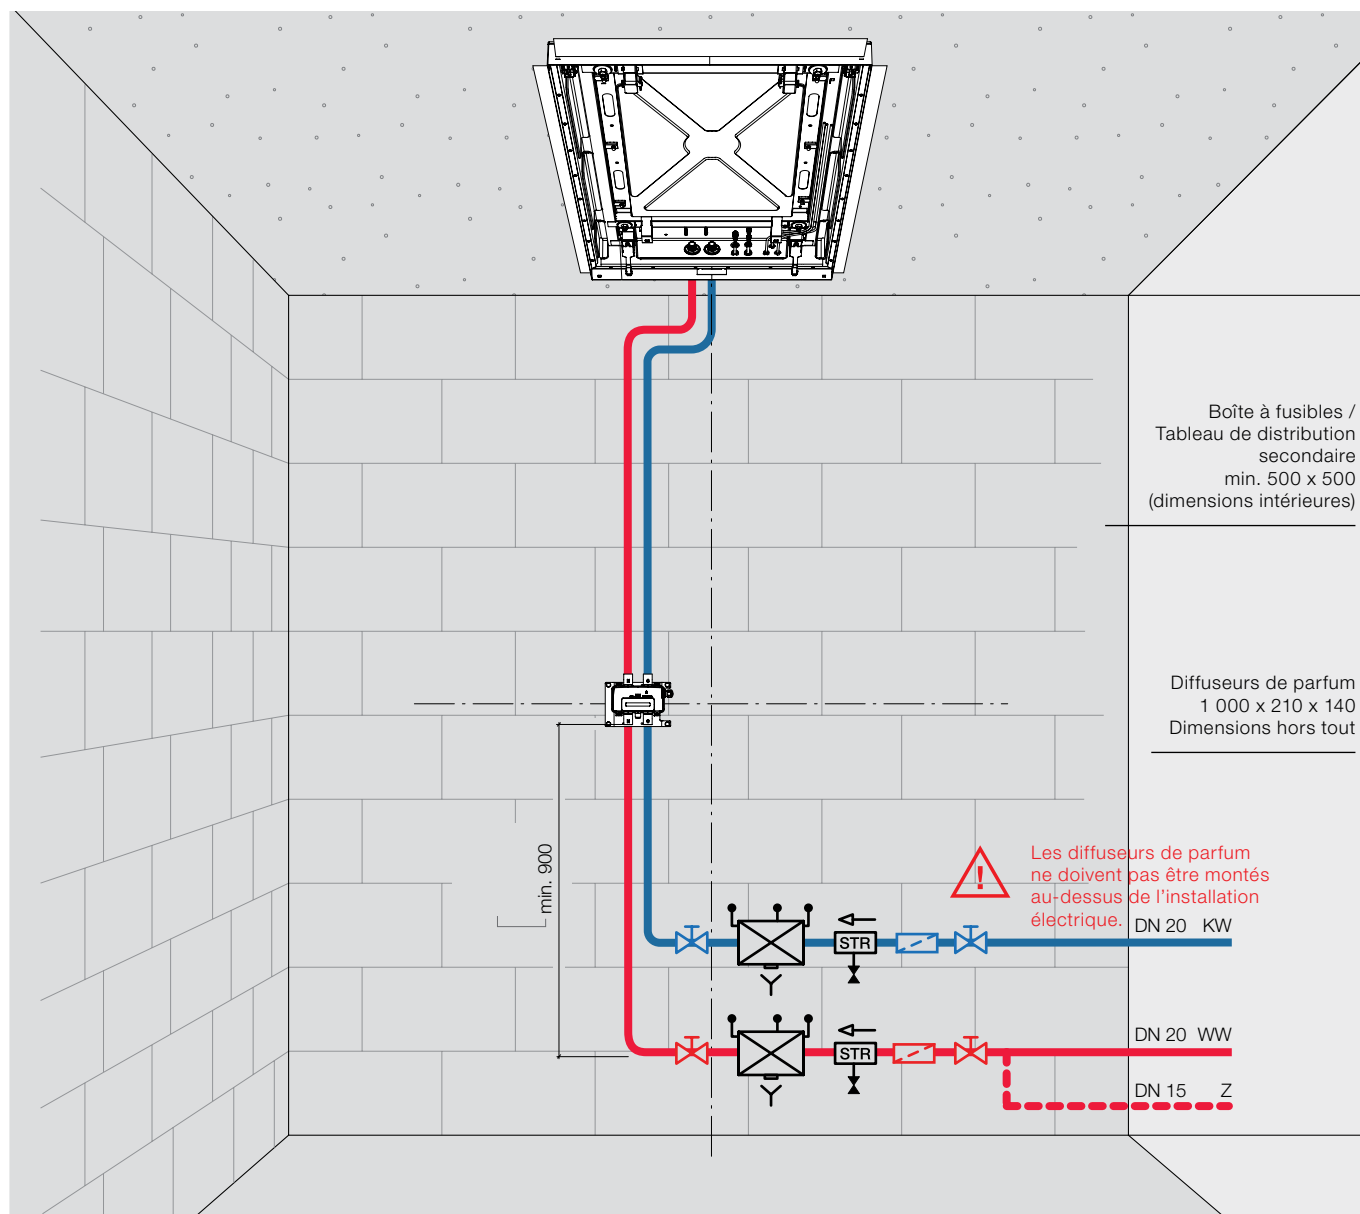 Boîte à fusibles /
Tableau de distribution
secondaire
min. 500 x 500
(dimensions intérieures)
Diffuseurs de parfum
1 000 x 210 x 140
Dimensions hors tout
min. 900
Les diffuseurs de parfum
ne doivent pas être montés
au-dessus de l’installation
électrique.
DN 20 KW
STR
DN 20 WW
STR
DN 15 Z